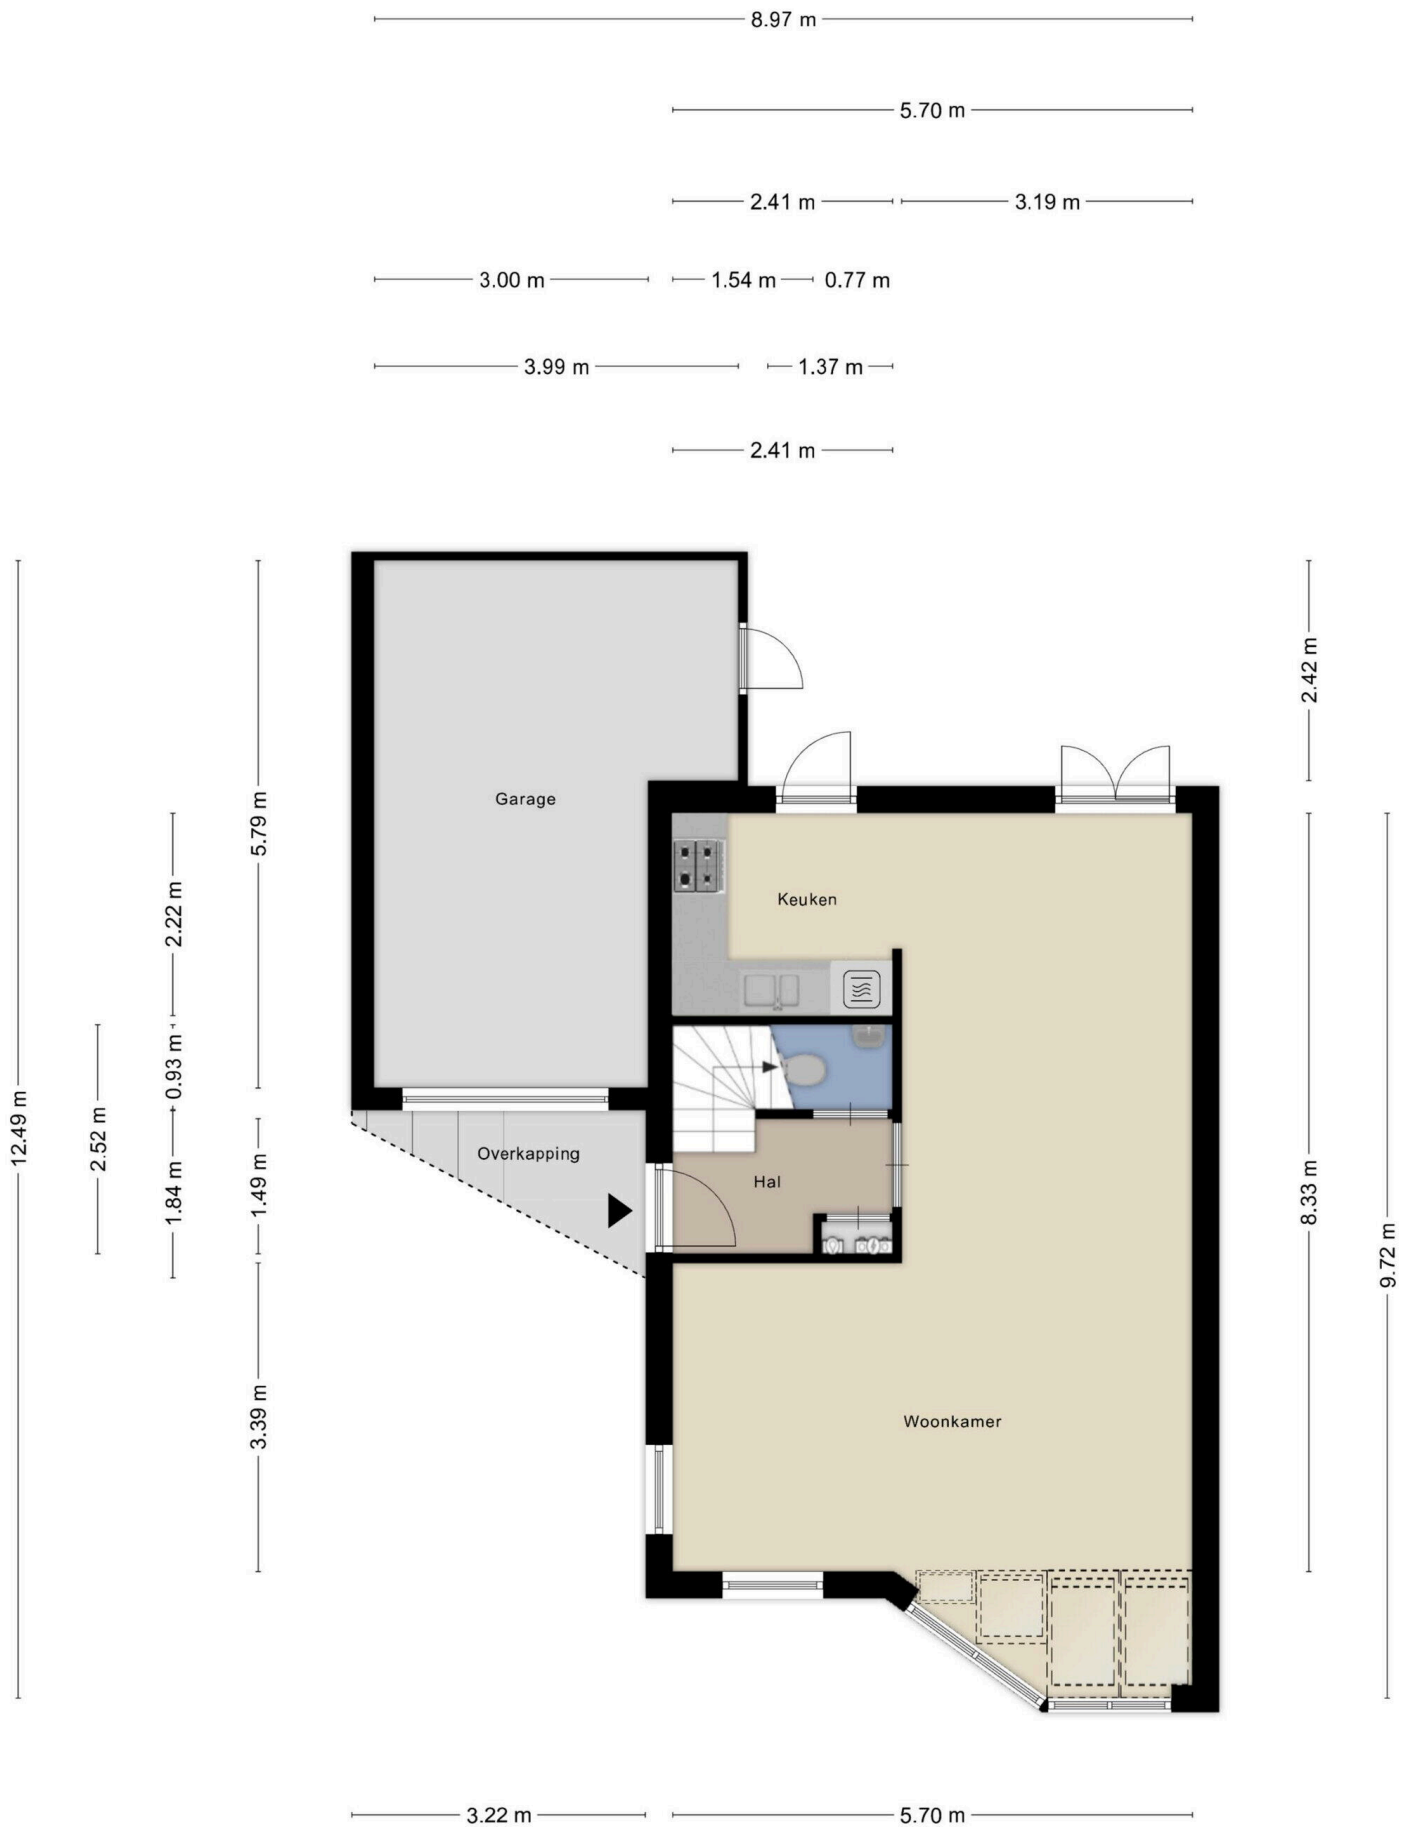 8.97 m
5.70 m
2.41 m 3.19 m
3.00 m 1.54 m 0.77 m
3.99 m 1.37 m
2.41 m
2.42 m
Garage
5.79 m
Keuken
2.22 m
0.93 m
12.49 m
2.52 m
Overkapping
1.84 m
1.49 m
Hal
8.33 m
9.72 m
3.39 m
Woonkamer
3.22 m 5.70 m